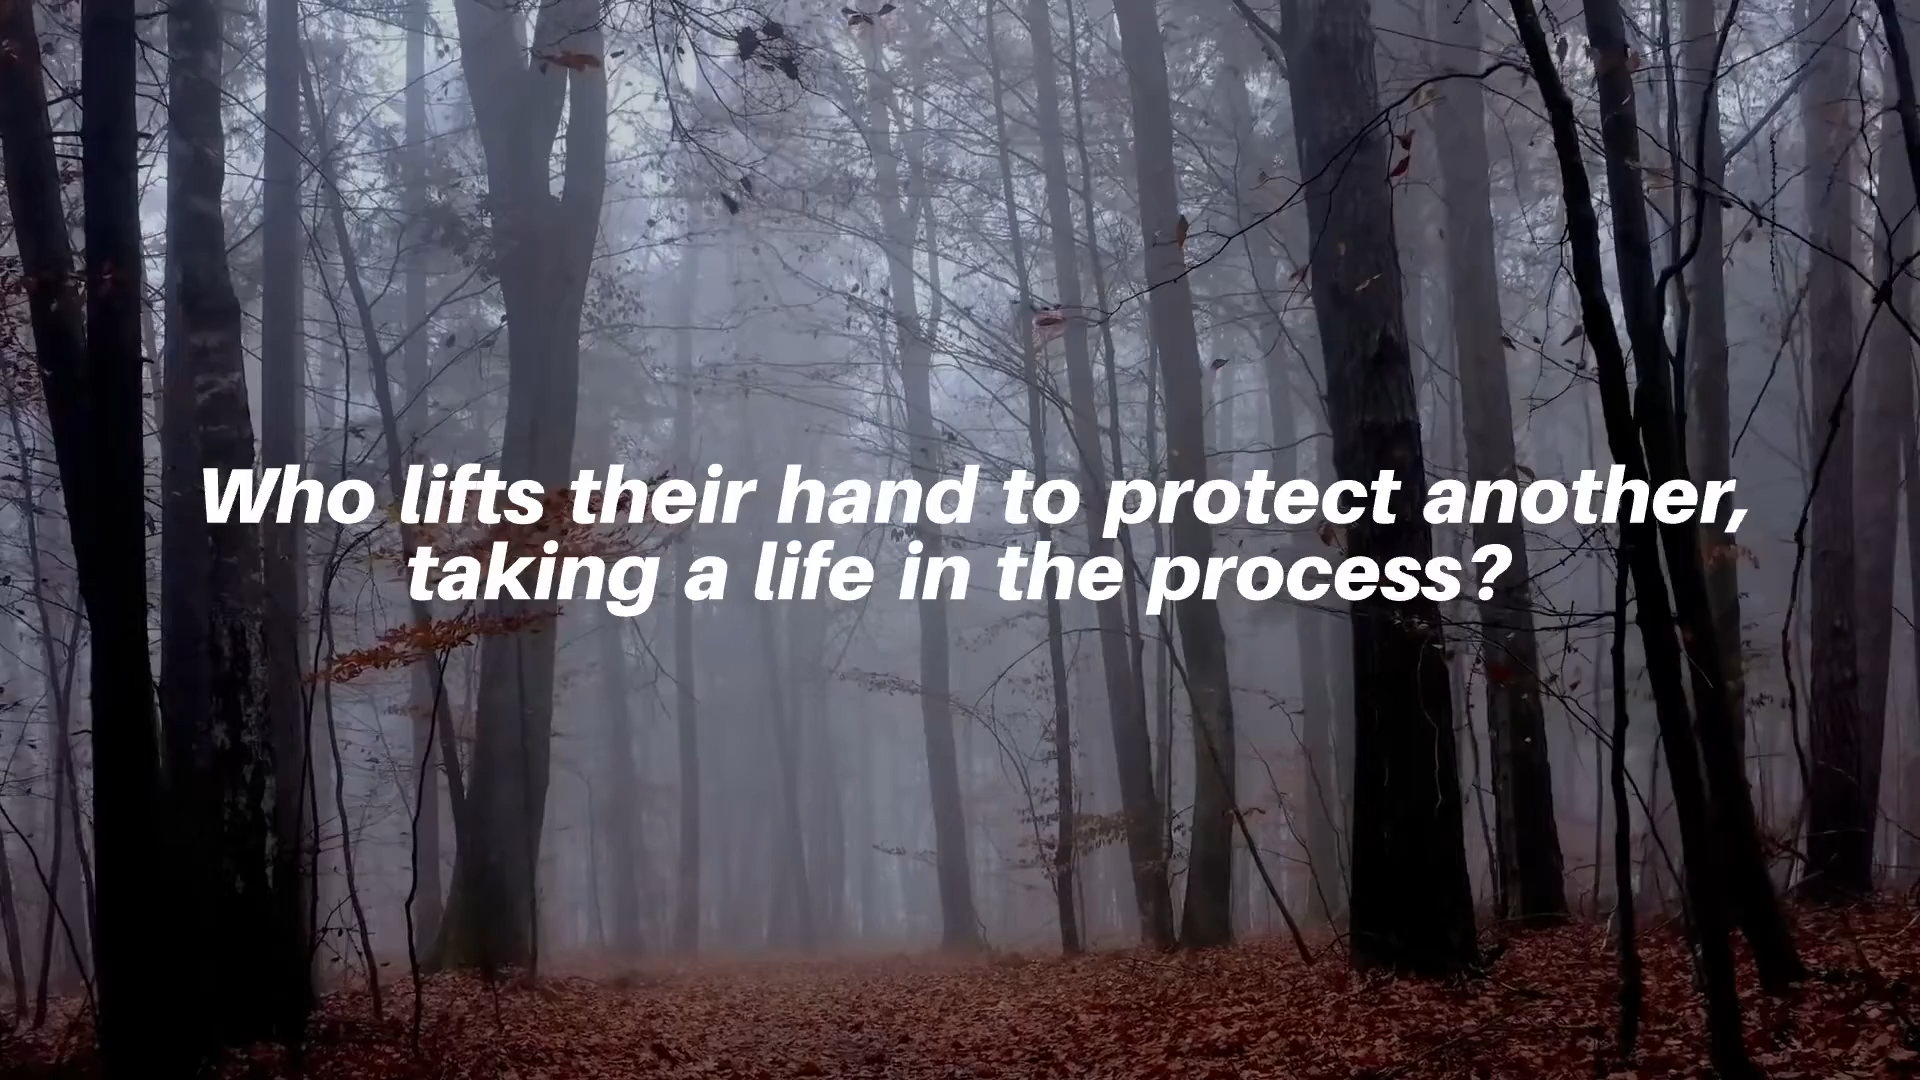 Who lifts their hand to protect another,
taking a life in the process?